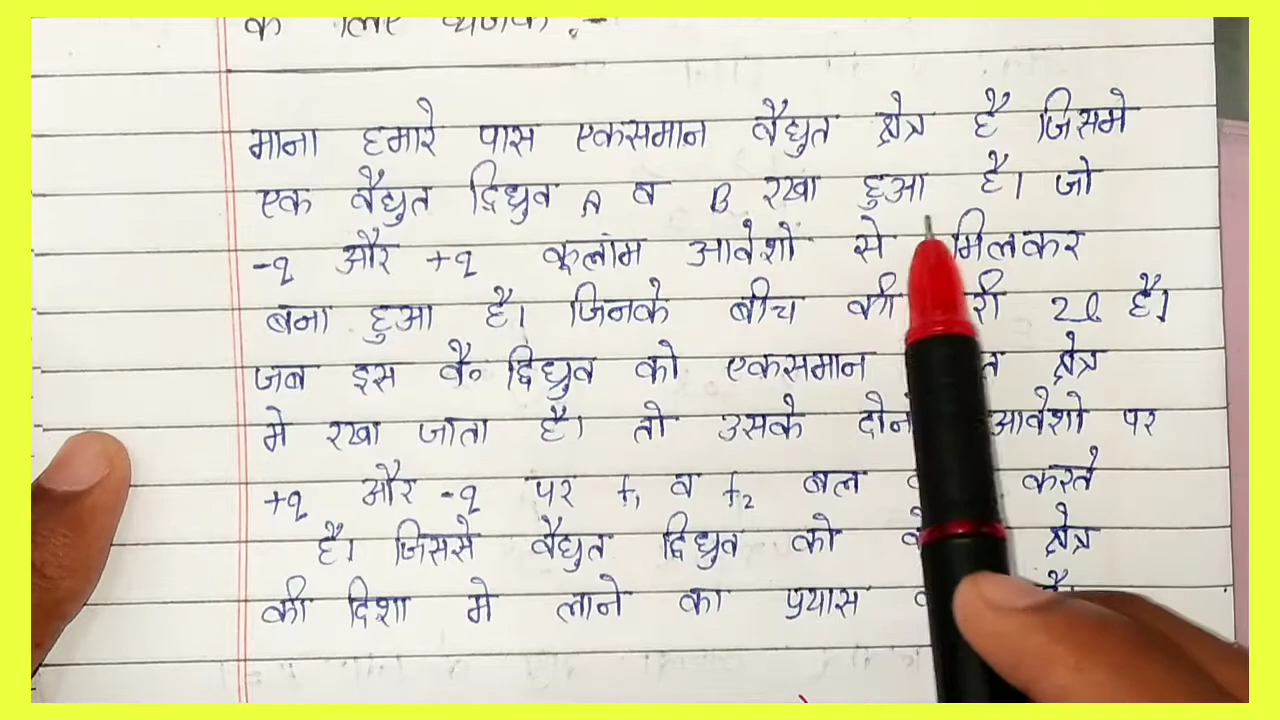 के लिए व्यंजक :-
माना हमारे पास एकसमान वैधुत क्षेत्र है जिसमे
एक वैधुत द्विध्रुव A व B रखा हुआ है। जो
-q और +q कूलॉम आवेशों से मिलकर
बना हुआ है। जिनके बीच की री 2l है।
जब इस वै॰ द्विध्रुव को एकसमान त क्षेत्र
मे रखा जाता है। तो उसके आवेशो पर
+q और -q पर f₁ व f₂ बल करते
है। जिससे वैधुत द्विध्रुव को क्षेत्र
की दिशा मे लाने का प्रयास है।